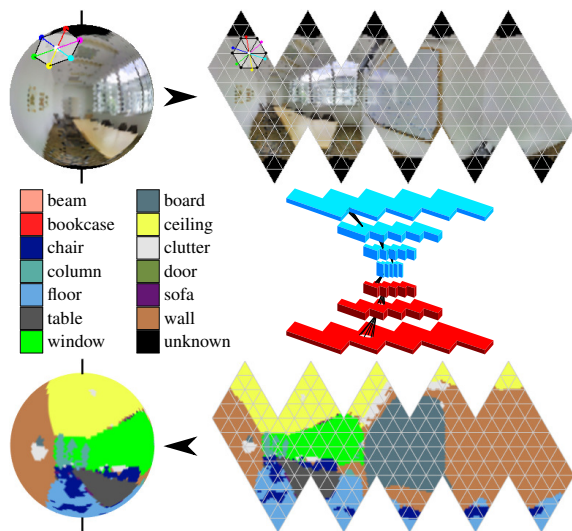 beam
bookcase
chair
column
floor
table
window
board
ceiling
clutter
door
sofa
wall
unknown